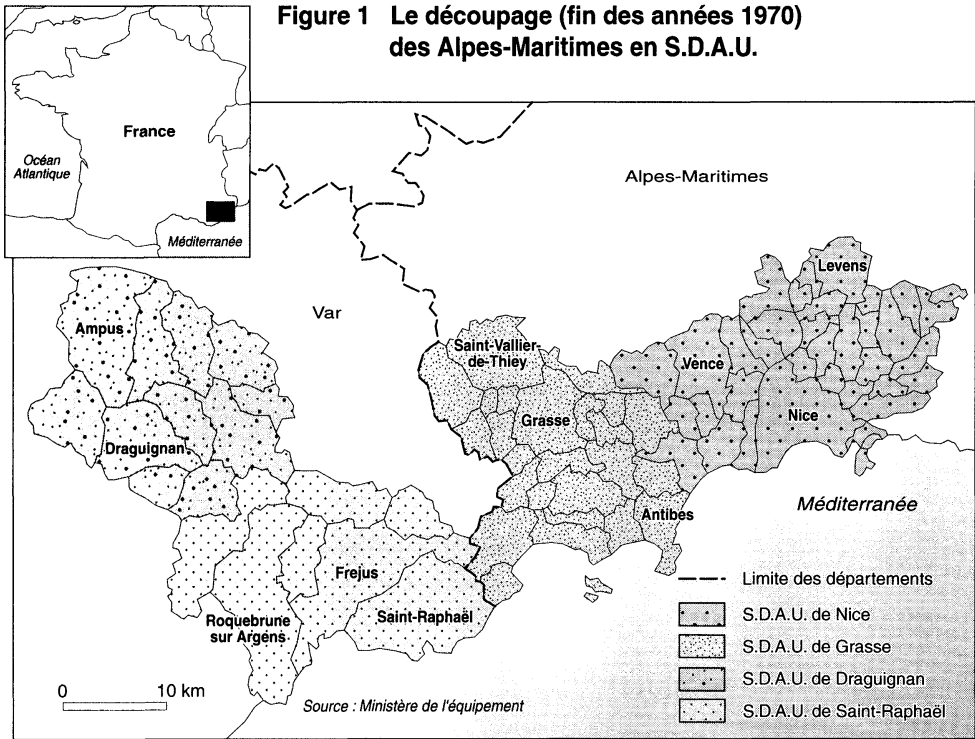 Figure 1 Le découpage (fin des années 1970)
des Alpes-Maritimes en S.D.A.U.
France
Océan
Atlantique
Méditerranée
Alpes-Maritimes
Var
Levens
Ampus
Saint-Vallier-
de-Thiey
Vence
Grasse
Nice
Draguignan
Antibes
Méditerranée
Frejus
Roquebrune
sur Argens
Saint-Raphaël
Limite des départements
S.D.A.U. de Nice
S.D.A.U. de Grasse
S.D.A.U. de Draguignan
S.D.A.U. de Saint-Raphaël
0 10 km
Source : Ministère de l'équipement